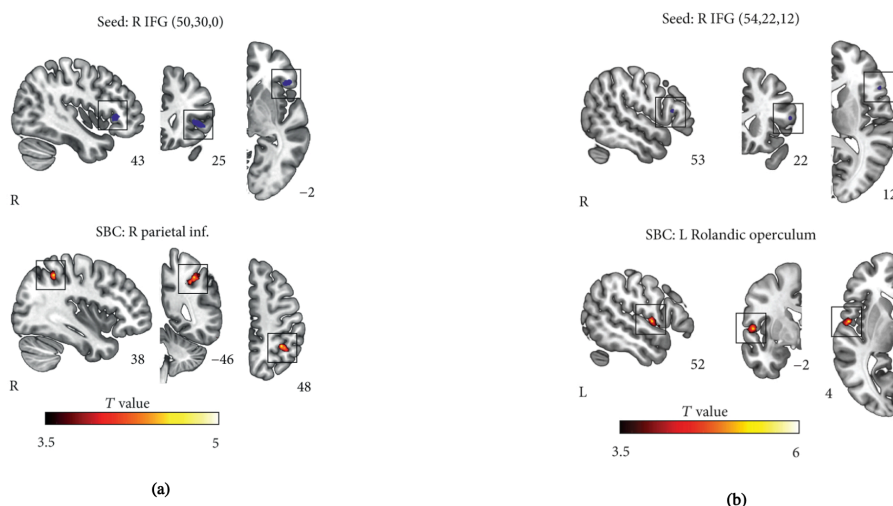 Seed: R IFG (50,30,0)
43
25
−2
R
SBC: R parietal inf.
38
−46
48
R
T value
3.5
5
(a)
Seed: R IFG (54,22,12)
53
22
12
R
SBC: L Rolandic operculum
52
−2
4
L
T value
3.5
6
(b)